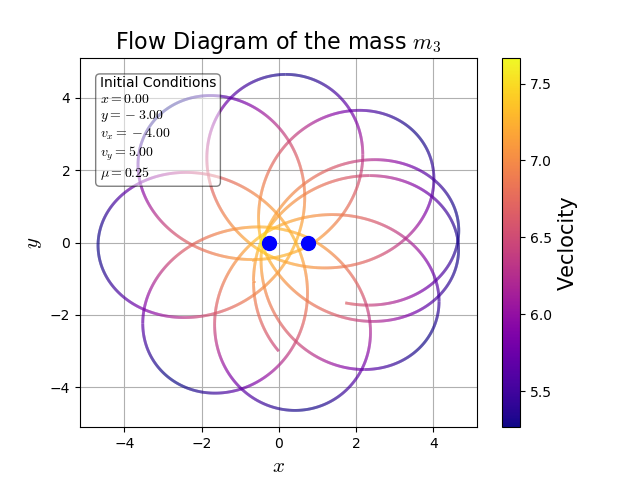 Flow Diagram of the mass m₃
Initial Conditions
x = 0.00
y = − 3.00
vₓ = − 4.00
v_y = 5.00
μ = 0.25
4
2
0
−2
−4
y
−4
−2
0
2
4
x
7.5
7.0
6.5
6.0
5.5
Veclocity